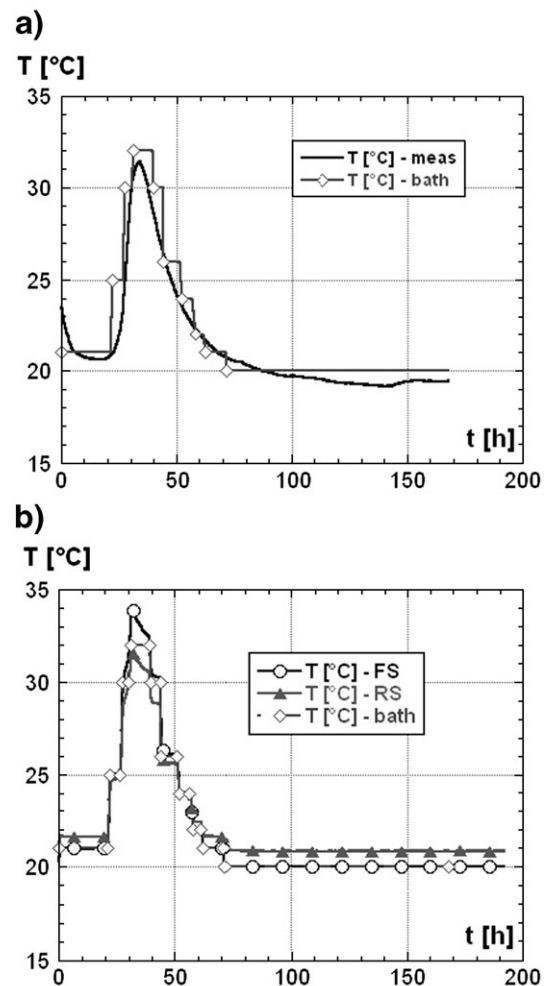 a)
T [°C]
35
30
25
20
15
T [°C] - meas
T [°C] - bath
t [h]
0
50
100
150
200
b)
T [°C]
35
30
25
20
15
T [°C] - FS
T [°C] - RS
T [°C] - bath
t [h]
0
50
100
150
200